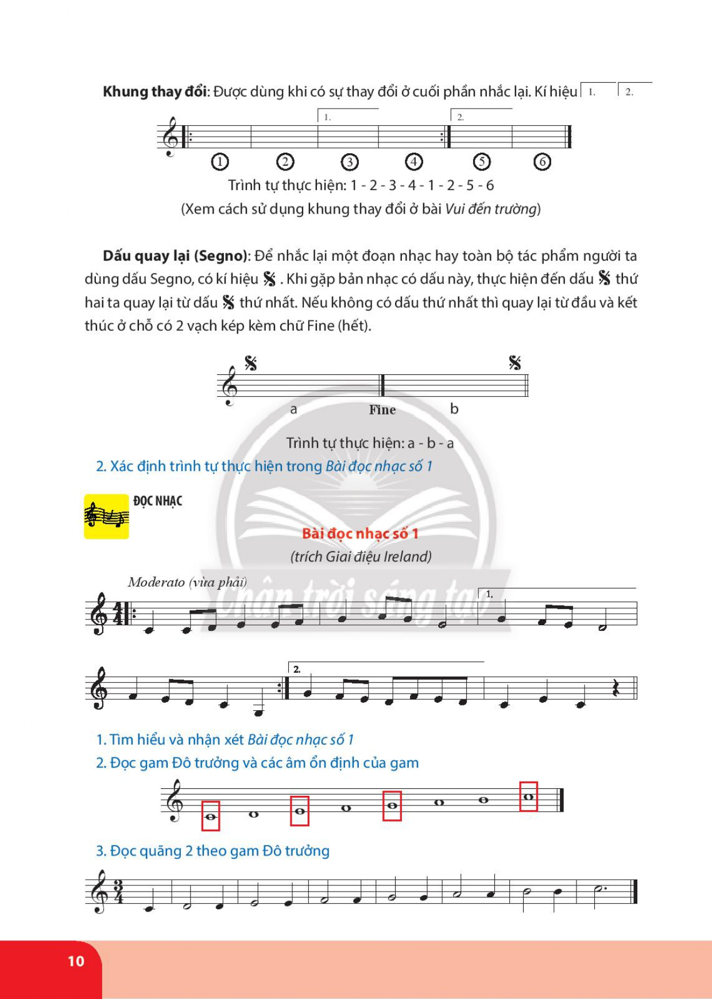 Khung thay đổi: Được dùng khi có sự thay đổi ở cuối phần nhắc lại. Kí hiệu 1. 2.
1. 2.
1 2 3 4 5 6
Trình tự thực hiện: 1 - 2 - 3 - 4 - 1 - 2 - 5 - 6
(Xem cách sử dụng khung thay đổi ở bài Vui đến trường)
Dấu quay lại (Segno): Để nhắc lại một đoạn nhạc hay toàn bộ tác phẩm người ta
dùng dấu Segno, có kí hiệu 𝄋 . Khi gặp bản nhạc có dấu này, thực hiện đến dấu 𝄋 thứ
hai ta quay lại từ dấu 𝄋 thứ nhất. Nếu không có dấu thứ nhất thì quay lại từ đầu và kết
thúc ở chỗ có 2 vạch kép kèm chữ Fine (hết).
a Fine b
Trình tự thực hiện: a - b - a
2. Xác định trình tự thực hiện trong Bài đọc nhạc số 1
ĐỌC NHẠC
Bài đọc nhạc số 1
(trích Giai điệu Ireland)
Moderato (vừa phải)
Chân trời sáng tạo
1.
4
4
2.
1. Tìm hiểu và nhận xét Bài đọc nhạc số 1
2. Đọc gam Đô trưởng và các âm ổn định của gam
3. Đọc quãng 2 theo gam Đô trưởng
3
4
10